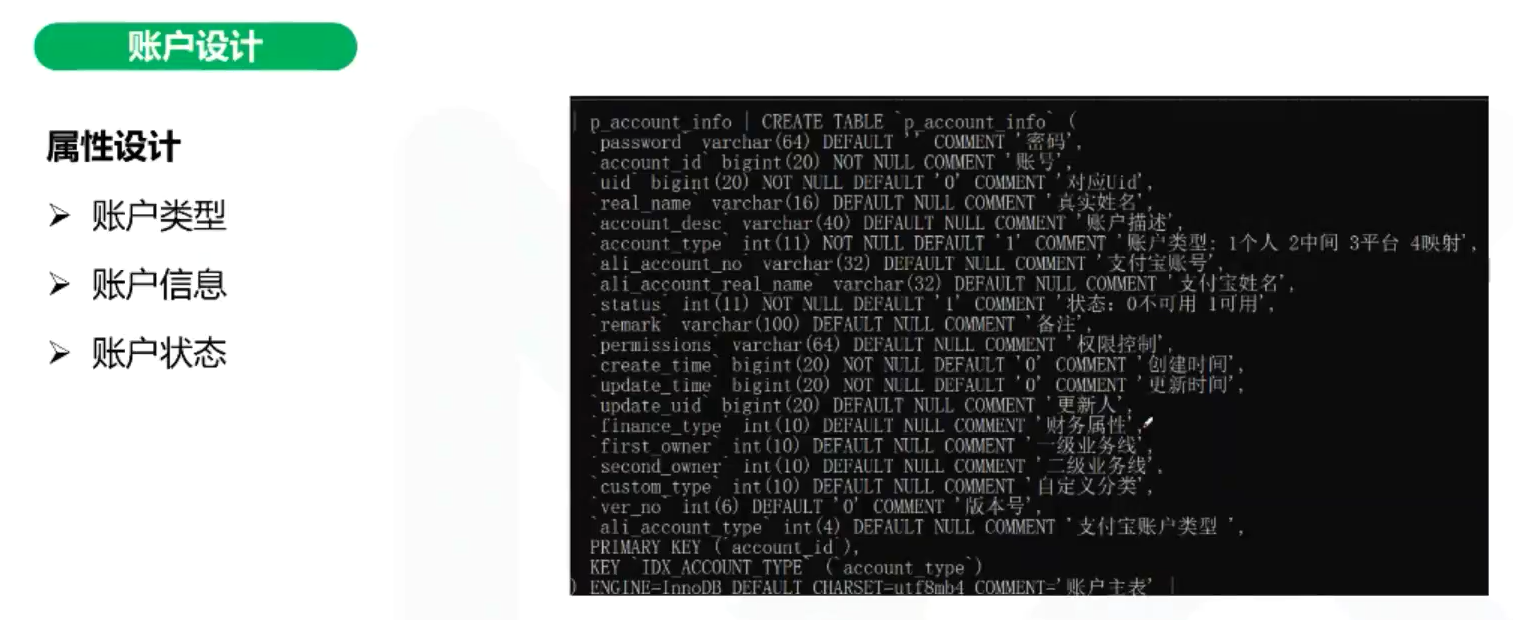 账户设计
属性设计
➢ 账户类型
➢ 账户信息
➢ 账户状态
| p_account_info | CREATE TABLE `p_account_info` (
`password` varchar(64) DEFAULT '' COMMENT '密码',
`account_id` bigint(20) NOT NULL COMMENT '账号',
`uid` bigint(20) NOT NULL DEFAULT '0' COMMENT '对应Uid',
`real_name` varchar(16) DEFAULT NULL COMMENT '真实姓名',
`account_desc` varchar(40) DEFAULT NULL COMMENT '账户描述',
`account_type` int(11) NOT NULL DEFAULT '1' COMMENT '账户类型：1个人 2中间 3平台 4映射',
`ali_account_no` varchar(32) DEFAULT NULL COMMENT '支付宝账号',
`ali_account_real_name` varchar(32) DEFAULT NULL COMMENT '支付宝姓名',
`status` int(11) NOT NULL DEFAULT '1' COMMENT '状态：0不可用 1可用',
`remark` varchar(100) DEFAULT NULL COMMENT '备注',
`permissions` varchar(64) DEFAULT NULL COMMENT '权限控制',
`create_time` bigint(20) NOT NULL DEFAULT '0' COMMENT '创建时间',
`update_time` bigint(20) NOT NULL DEFAULT '0' COMMENT '更新时间',
`update_uid` bigint(20) DEFAULT NULL COMMENT '更新人',
`finance_type` int(10) DEFAULT NULL COMMENT '财务属性',
`first_owner` int(10) DEFAULT NULL COMMENT '一级业务线',
`second_owner` int(10) DEFAULT NULL COMMENT '二级业务线',
`custom_type` int(10) DEFAULT NULL COMMENT '自定义分类',
`ver_no` int(6) DEFAULT '0' COMMENT '版本号',
`ali_account_type` int(4) DEFAULT NULL COMMENT '支付宝账户类型 ',
PRIMARY KEY (`account_id`),
KEY `IDX_ACCOUNT_TYPE` (`account_type`)
) ENGINE=InnoDB DEFAULT CHARSET=utf8mb4 COMMENT='账户主表' |